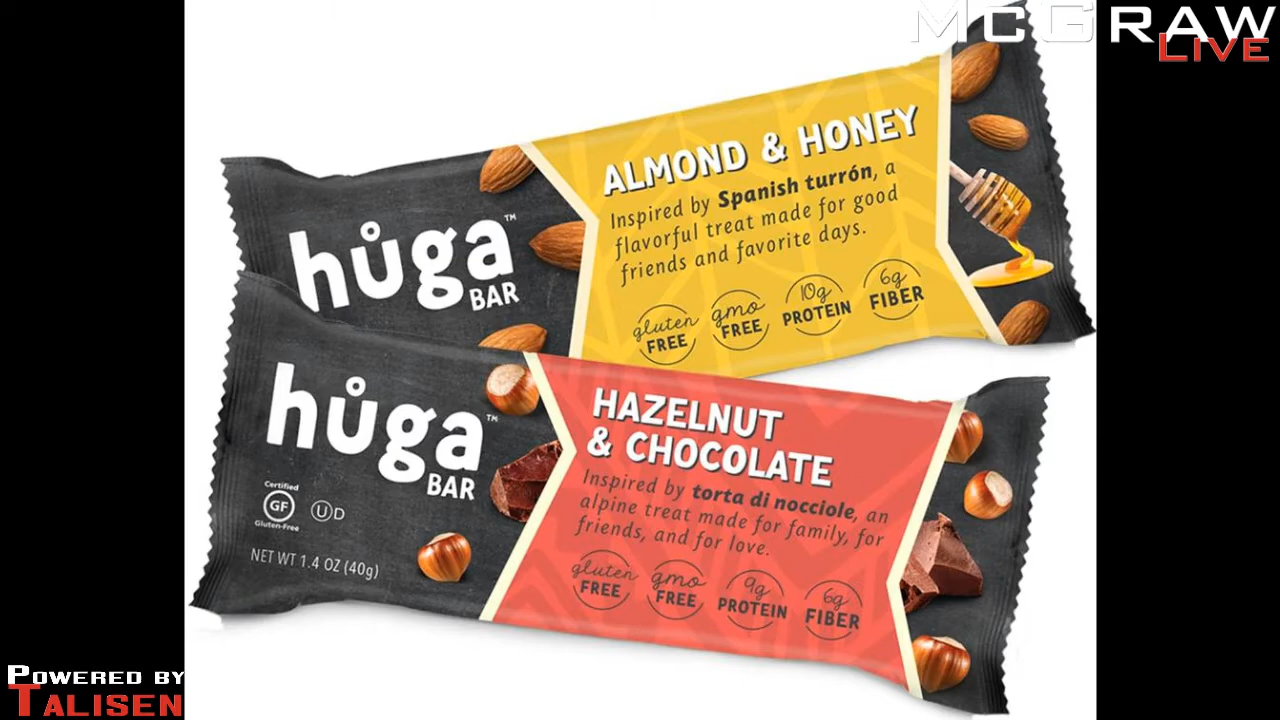 McGraw
Live
ALMOND & HONEY
Inspired by Spanish turrón, a
flavorful treat made for good
friends and favorite days.
hůga™
BAR
gluten
FREE
gmo
FREE
10g
PROTEIN
6g
FIBER
HAZELNUT
& CHOCOLATE
Inspired by torta di nocciole, an
alpine treat made for family, for
friends, and for love.
hůga™
BAR
Certified
GF
Gluten-Free
UD
NET WT 1.4 OZ (40g)
gluten
FREE
gmo
FREE
9g
PROTEIN
6g
FIBER
Powered by
Talisen